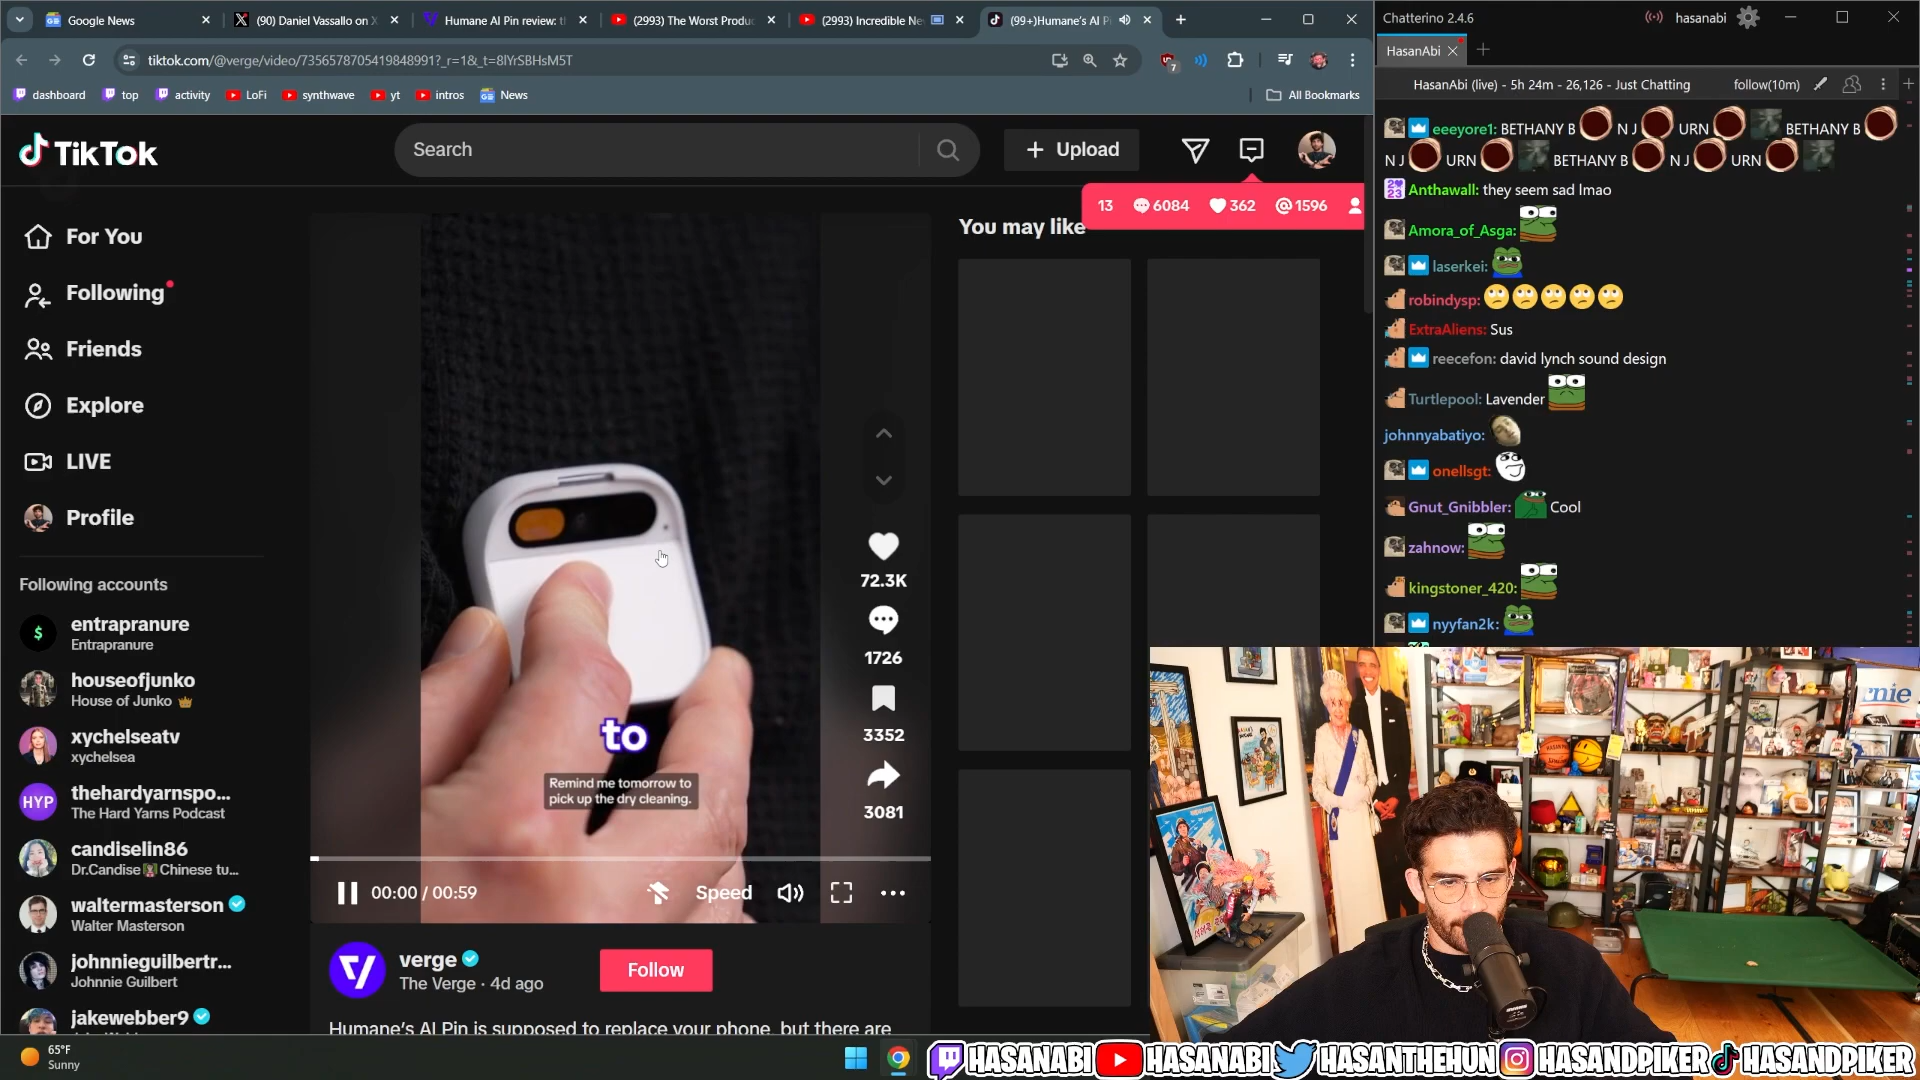 Google News
(90) Daniel Vassallo on X
Humane AI Pin review: t
(2993) The Worst Produc
(2993) Incredible Ne
(99+)Humane's AI P
Chatterino 2.4.6
hasanabi
tiktok.com/@verge/video/7356578705419848991?_r=1&_t=8lYrSBHsM5T
7
HasanAbi
dashboard
top
activity
LoFi
synthwave
yt
intros
News
All Bookmarks
HasanAbi (live) - 5h 24m - 26,126 - Just Chatting
follow(10m)
TikTok
Search
Upload
13
6084
362
1596
You may like
For You
Following
Friends
Explore
LIVE
Profile
Following accounts
entrapranure
Entrapranure
houseofjunko
House of Junko
xychelseatv
xychelsea
HYP
thehardyarnspo...
The Hard Yarns Podcast
candiselin86
Dr.Candise Chinese tu...
waltermasterson
Walter Masterson
johnnieguilbertr...
Johnnie Guilbert
jakewebber9
to
Remind me tomorrow to
pick up the dry cleaning.
72.3K
1726
3352
3081
00:00 / 00:59
Speed
verge
The Verge · 4d ago
Follow
Humane's AI Pin is supposed to replace your phone, but there are
eeeyore1: BETHANY B N J URN BETHANY B
N J URN BETHANY B N J URN
Anthawall: they seem sad lmao
Amora_of_Asga:
laserkei:
robindysp:
ExtraAliens: Sus
reecefon: david lynch sound design
Turtlepool: Lavender
johnnyabatiyo:
onellsgt:
Gnut_Gnibbler: Cool
zahnow:
kingstoner_420:
nyyfan2k:
rnie
65°F
Sunny
HASANABI
HASANABI
HASANTHEHUN
HASANDPIKER
HASANDPIKER